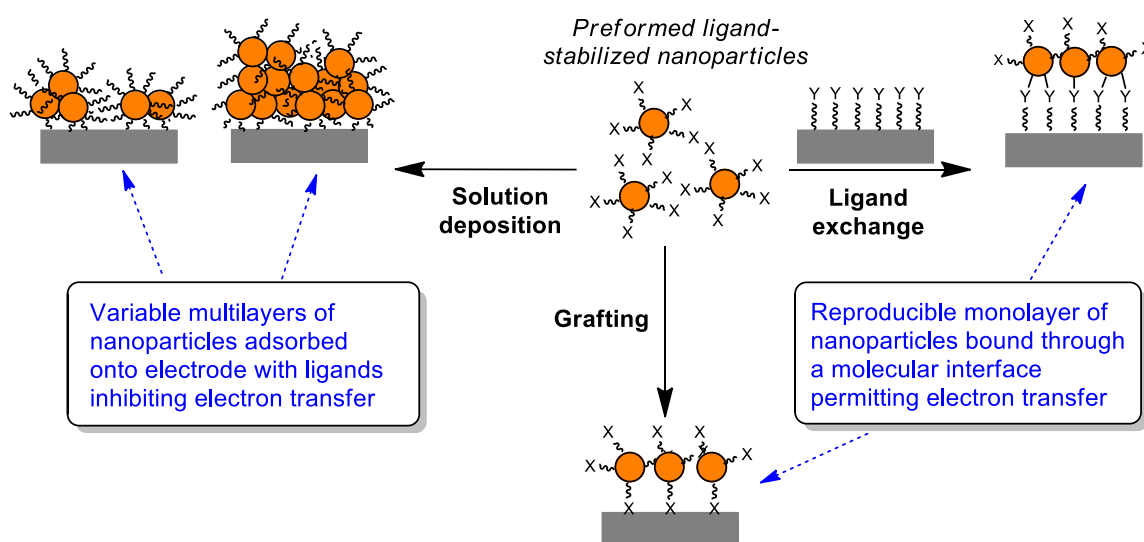 Preformed ligand-
stabilized nanoparticles
X X X
X X
X X
Y Y Y Y Y Y
Y Y Y Y Y
X X
X X
X
X X
X X
X X
X X
X
X
Solution
deposition
Ligand
exchange
Variable multilayers of
nanoparticles adsorbed
onto electrode with ligands
inhibiting electron transfer
Grafting
Reproducible monolayer of
nanoparticles bound through
a molecular interface
permitting electron transfer
X X X
X X
X X X